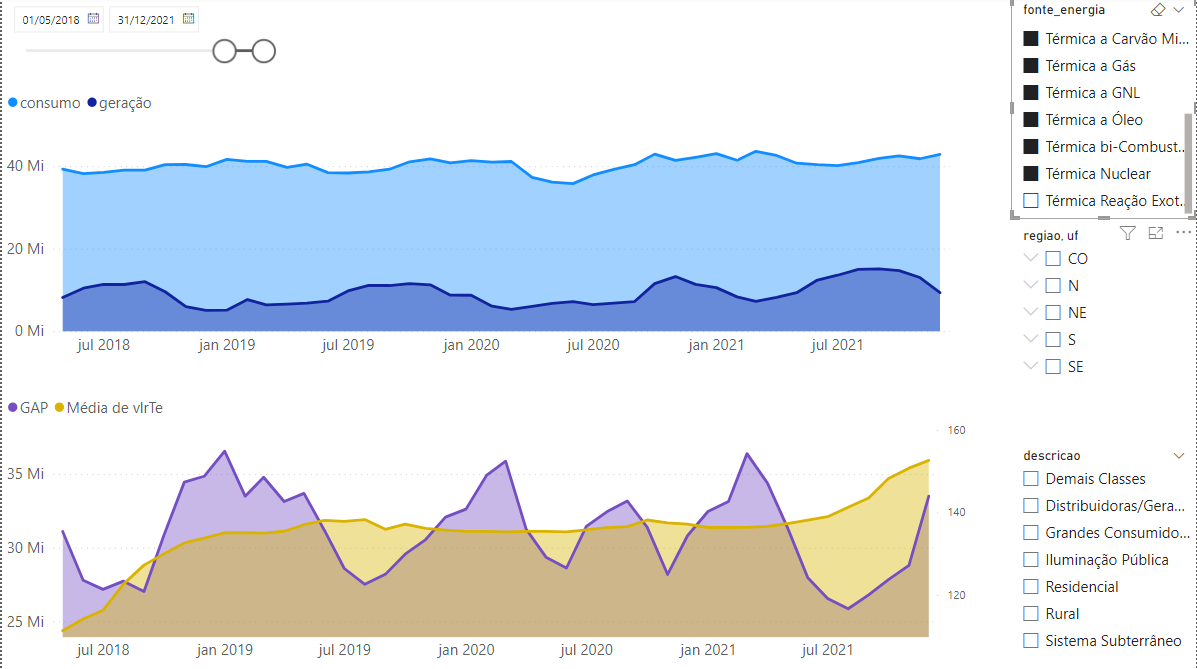 01/05/2018 31/12/2021
consumo geração
40 Mi
20 Mi
0 Mi
jul 2018 jan 2019 jul 2019 jan 2020 jul 2020 jan 2021 jul 2021
GAP Média de vlrTe
160
35 Mi
140
30 Mi
120
25 Mi
jul 2018 jan 2019 jul 2019 jan 2020 jul 2020 jan 2021 jul 2021
fonte_energia
Térmica a Carvão Mi...
Térmica a Gás
Térmica a GNL
Térmica a Óleo
Térmica bi-Combust...
Térmica Nuclear
Térmica Reação Exot...
regiao, uf
CO
N
NE
S
SE
descricao
Demais Classes
Distribuidoras/Gera...
Grandes Consumido...
Iluminação Pública
Residencial
Rural
Sistema Subterrâneo